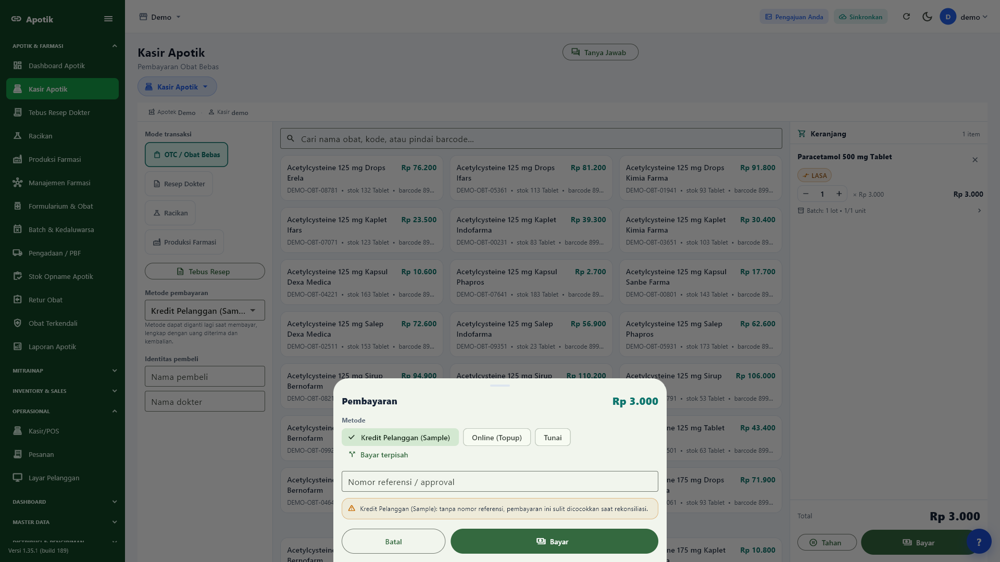 Apotik
APOTIK & FARMASI
Dashboard Apotik
Kasir Apotik
Tebus Resep Dokter
Racikan
Produksi Farmasi
Manajemen Farmasi
Formularium & Obat
Batch & Kedaluwarsa
Pengadaan / PBF
Stok Opname Apotik
Retur Obat
Obat Terkendali
Laporan Apotik
MITRAINAP
INVENTORY & SALES
OPERASIONAL
Kasir/POS
Pesanan
Layar Pelanggan
DASHBOARD
MASTER DATA
Versi 1.35.1 (build 189)
Demo
Pengajuan Anda
Sinkronkan
D
demo
Kasir Apotik
Pembayaran Obat Bebas
Tanya Jawab
Kasir Apotik
Apotek Demo · Kasir demo
Mode transaksi
OTC / Obat Bebas
Resep Dokter
Racikan
Produksi Farmasi
Tebus Resep
Metode pembayaran
Kredit Pelanggan (Sam...
Metode dapat diganti lagi saat membayar,
lengkap dengan uang diterima dan
kembalian.
Identitas pembeli
Nama pembeli
Nama dokter
Cari nama obat, kode, atau pindai barcode...
Acetylcysteine 125 mg Drops Rp 76.200
Erela
DEMO-OBT-08781 • stok 132 Tablet • barcode 89...
Acetylcysteine 125 mg Drops Rp 81.200
Ifars
DEMO-OBT-05361 • stok 113 Tablet • barcode 89...
Acetylcysteine 125 mg Drops Rp 91.800
Kimia Farma
DEMO-OBT-01941 • stok 93 Tablet • barcode 899...
Acetylcysteine 125 mg Kaplet Rp 23.500
Ifars
DEMO-OBT-07071 • stok 123 Tablet • barcode 89...
Acetylcysteine 125 mg Kaplet Rp 39.300
Indofarma
DEMO-OBT-00231 • stok 83 Tablet • barcode 899...
Acetylcysteine 125 mg Kaplet Rp 30.400
Kimia Farma
DEMO-OBT-03651 • stok 103 Tablet • barcode 89...
Acetylcysteine 125 mg Kapsul Rp 10.600
Dexa Medica
DEMO-OBT-04221 • stok 163 Tablet • barcode 89...
Acetylcysteine 125 mg Kapsul Rp 2.700
Phapros
DEMO-OBT-07641 • stok 183 Tablet • barcode 89...
Acetylcysteine 125 mg Kapsul Rp 17.700
Sanbe Farma
DEMO-OBT-00801 • stok 143 Tablet • barcode 89...
Acetylcysteine 125 mg Salep Rp 72.600
Dexa Medica
DEMO-OBT-02511 • stok 153 Tablet • barcode 89...
Acetylcysteine 125 mg Salep Rp 56.900
Indofarma
DEMO-OBT-09351 • stok 23 Tablet • barcode 899...
Acetylcysteine 125 mg Salep Rp 62.600
Phapros
DEMO-OBT-05931 • stok 173 Tablet • barcode 89...
Acetylcysteine 125 mg Sirup Rp 94.900
Bernofarm
DEMO-OBT-0821
Acetylcysteine 125 mg Sirup Rp 110.200
Acetylcysteine 125 mg Sirup Rp 106.000
791 • stok 53 Tablet • barcode 899...
Acetylcysteine
Bernofarm
DEMO-OBT-0992
ne 125 mg Tablet Rp 43.400
501 • stok 63 Tablet • barcode 899...
Acetylcysteine
Bernofarm
DEMO-OBT-0464
ne 175 mg Drops Rp 71.900
a
061 • stok 93 Tablet • barcode 899...
Acetylcysteine
Bernofarm
ne 175 mg Kaplet Rp 10.800
Keranjang 1 item
Paracetamol 500 mg Tablet
LASA
− 1 + × Rp 3.000 Rp 3.000
Batch: 1 lot • 1/1 unit
Total Rp 3.000
Tahan
Bayar
?
Pembayaran Rp 3.000
Metode
Kredit Pelanggan (Sample)
Online (Topup)
Tunai
Bayar terpisah
Nomor referensi / approval
Kredit Pelanggan (Sample): tanpa nomor referensi, pembayaran ini sulit dicocokkan saat rekonsiliasi.
Batal
Bayar